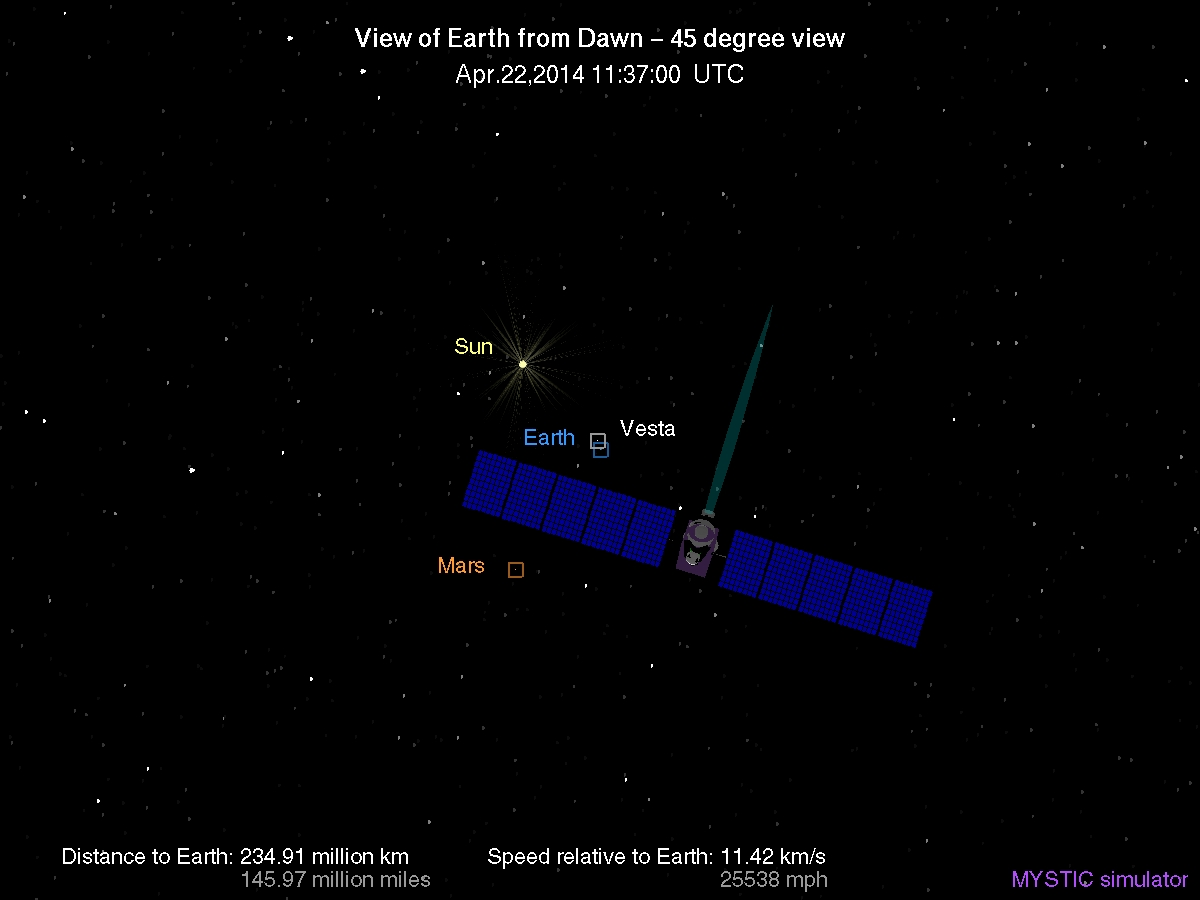 View of Earth from Dawn – 45 degree view
Apr.22,2014 11:37:00 UTC
Sun
Vesta
Earth
Mars
Distance to Earth: 234.91 million km
145.97 million miles
Speed relative to Earth: 11.42 km/s
25538 mph
MYSTIC simulator